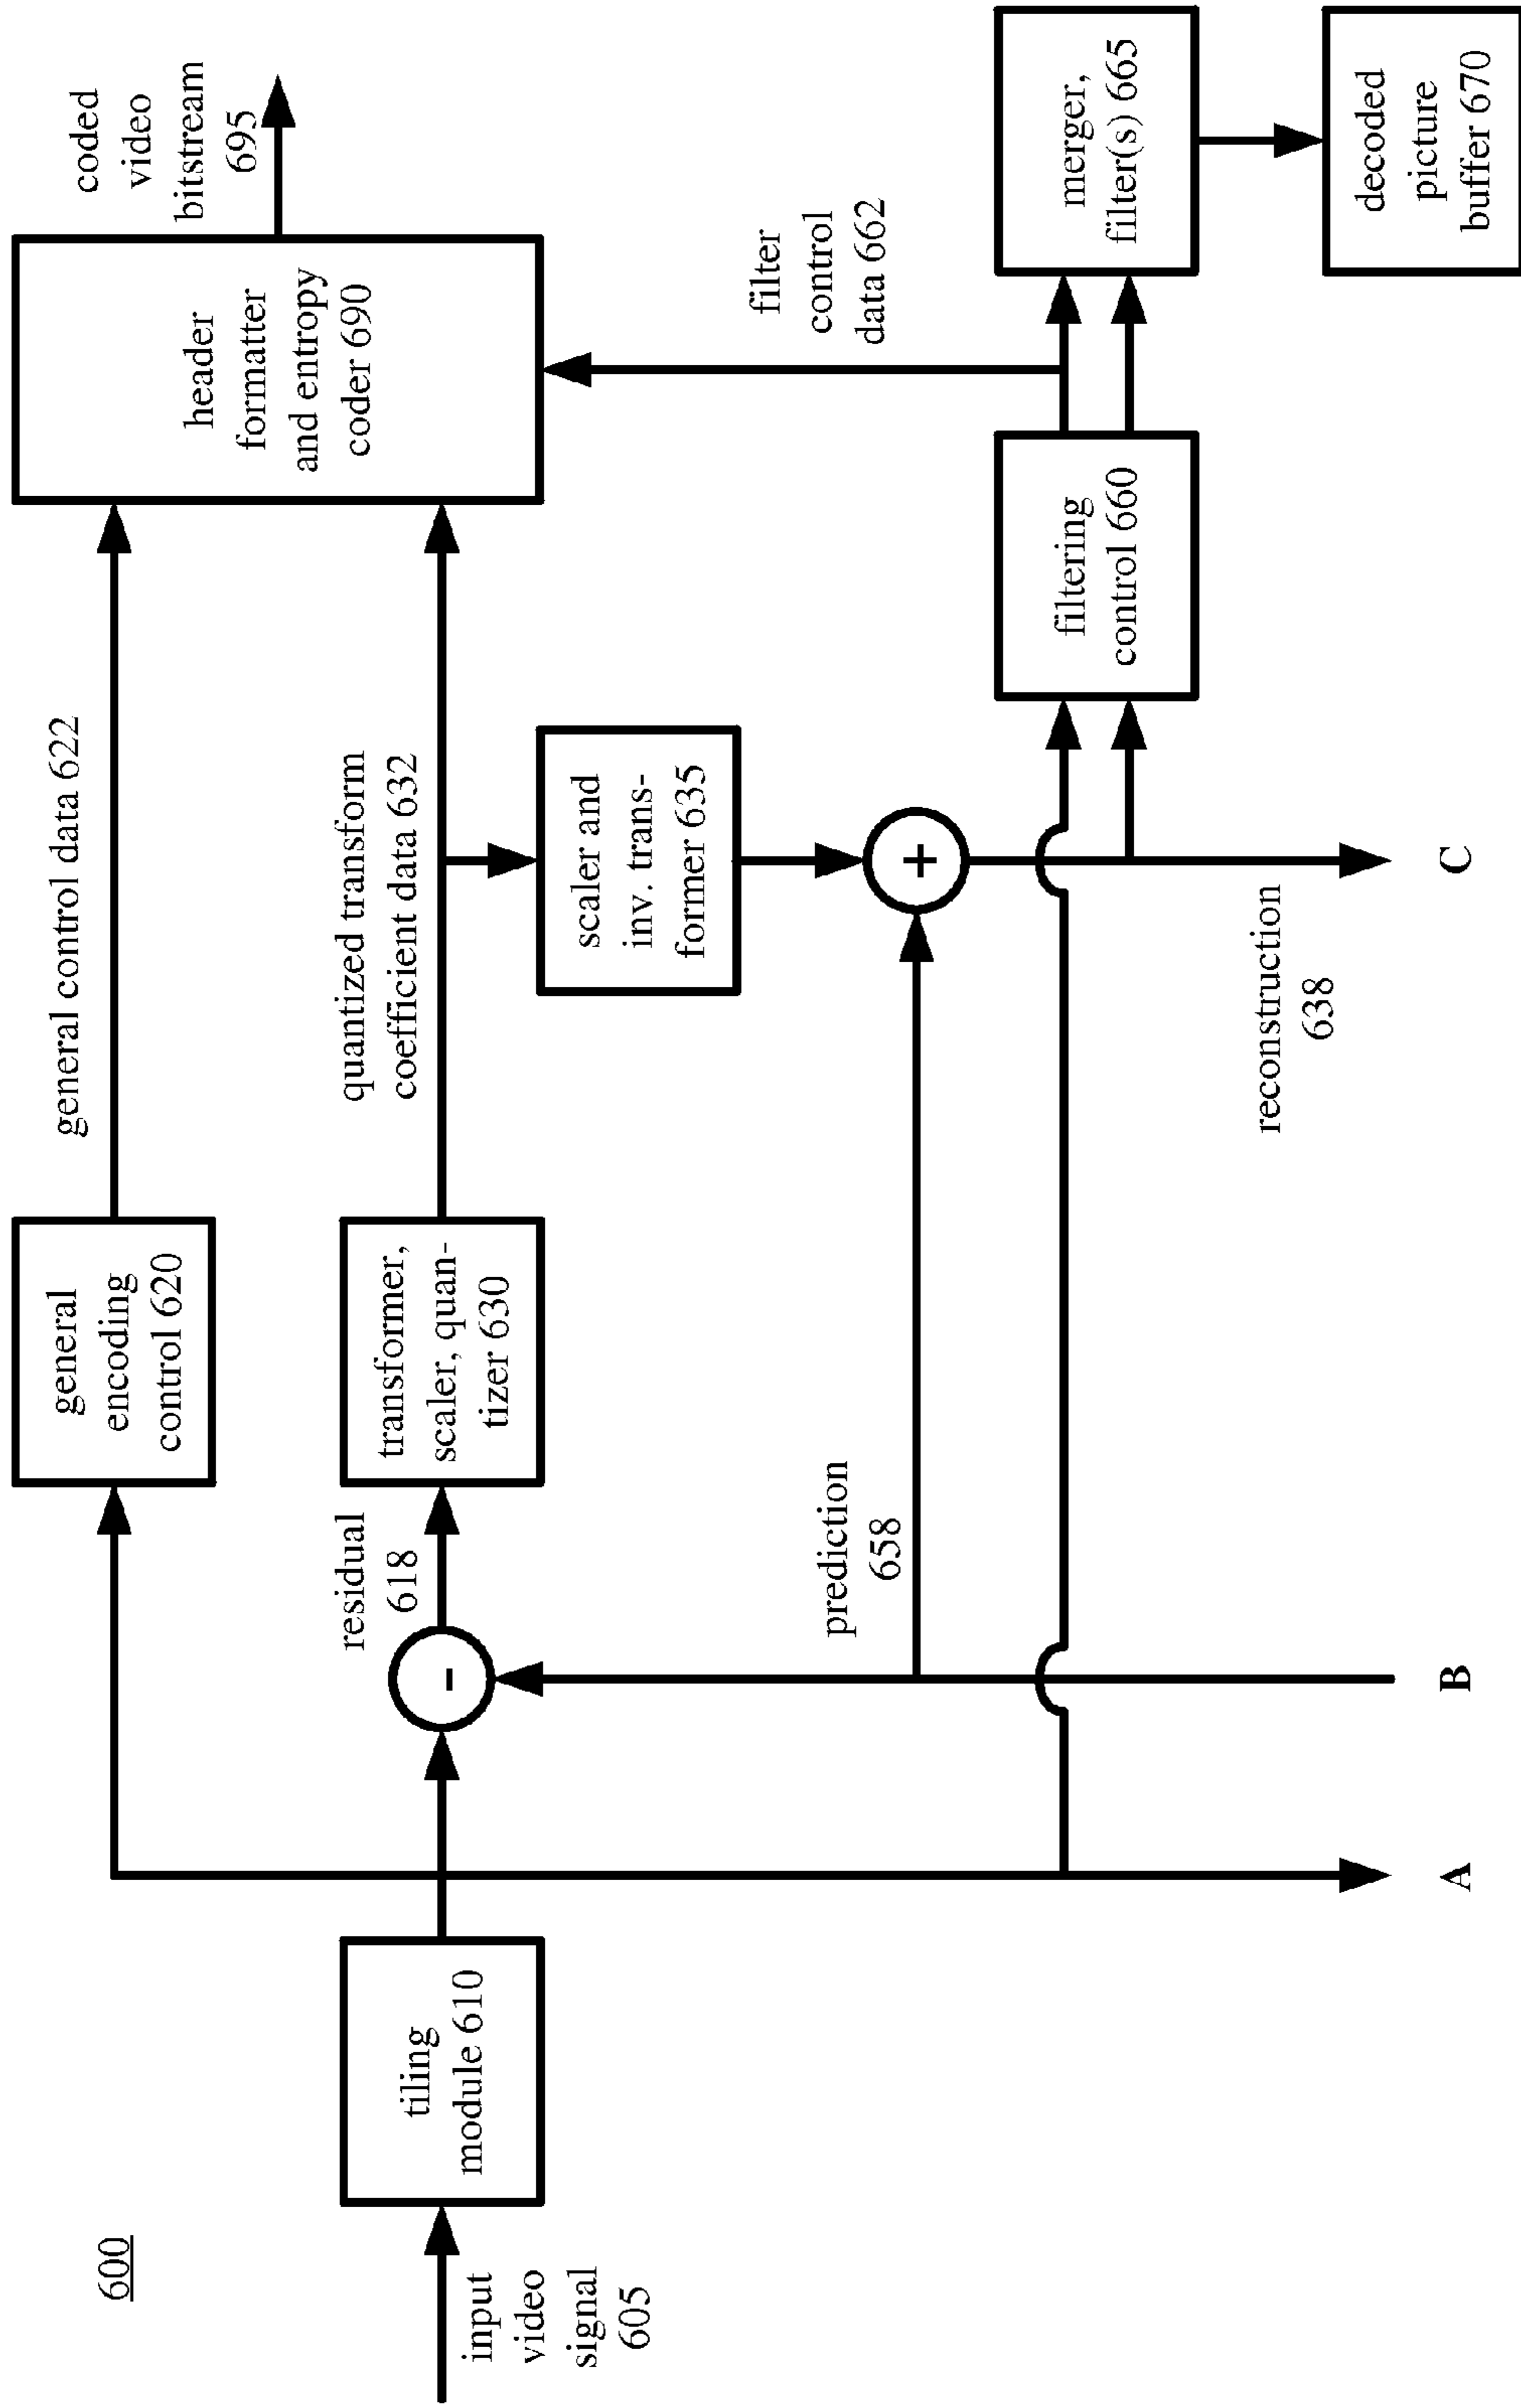 600
input
video
signal
605
tiling
module 610
general
encoding
control 620
general control data 622
residual
618
transformer,
scaler, quan-
tizer 630
quantized transform
coefficient data 632
header
formatter
and entropy
coder 690
coded
video
bitstream
695
scaler and
inv. trans-
former 635
-
+
prediction
658
filter
control
data 662
filtering
control 660
merger,
filter(s) 665
decoded
picture
buffer 670
reconstruction
638
A
B
C